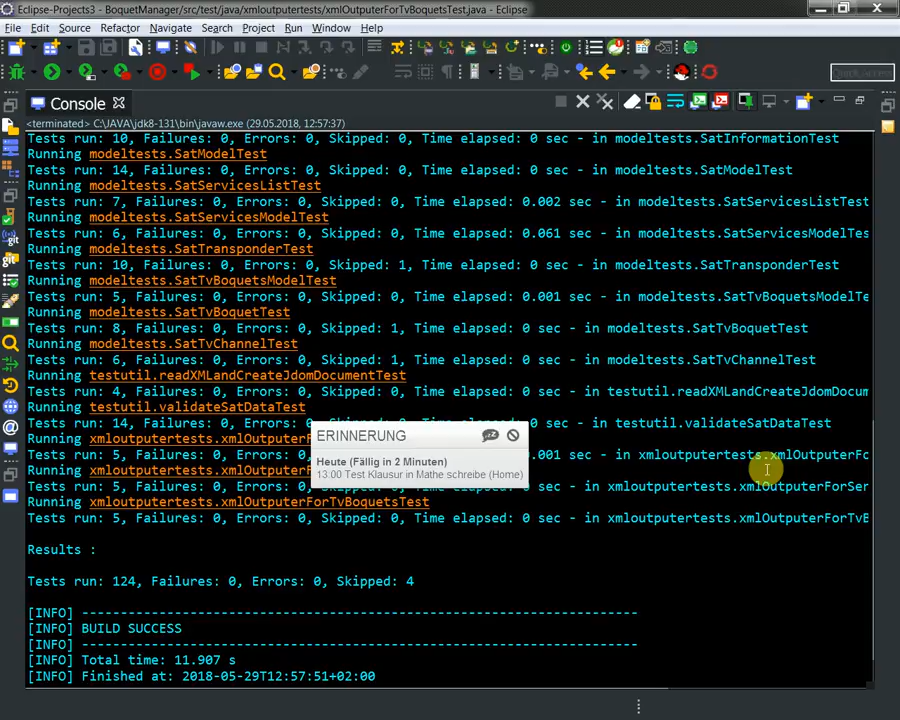 Eclipse-Projects3 - BoquetManager/src/test/java/xmloutputertests/xmlOutputerForTvBoquetsTest.java - Eclipse
File Edit Source Refactor Navigate Search Project Run Window Help
Quick Access
Console
<terminated> C:\JAVA\jdk8-131\bin\javaw.exe (29.05.2018, 12:57:37)
Tests run: 10, Failures: 0, Errors: 0, Skipped: 0, Time elapsed: 0 sec - in modeltests.SatInformationTest
Running modeltests.SatModelTest
Tests run: 14, Failures: 0, Errors: 0, Skipped: 0, Time elapsed: 0 sec - in modeltests.SatModelTest
Running modeltests.SatServicesListTest
Tests run: 7, Failures: 0, Errors: 0, Skipped: 0, Time elapsed: 0.002 sec - in modeltests.SatServicesListTest
Running modeltests.SatServicesModelTest
Tests run: 6, Failures: 0, Errors: 0, Skipped: 0, Time elapsed: 0.061 sec - in modeltests.SatServicesModelTes
Running modeltests.SatTransponderTest
Tests run: 10, Failures: 0, Errors: 0, Skipped: 1, Time elapsed: 0 sec - in modeltests.SatTransponderTest
Running modeltests.SatTvBoquetsModelTest
Tests run: 5, Failures: 0, Errors: 0, Skipped: 0, Time elapsed: 0.001 sec - in modeltests.SatTvBoquetsModelTe
Running modeltests.SatTvBoquetTest
Tests run: 8, Failures: 0, Errors: 0, Skipped: 1, Time elapsed: 0 sec - in modeltests.SatTvBoquetTest
Running modeltests.SatTvChannelTest
Tests run: 6, Failures: 0, Errors: 0, Skipped: 1, Time elapsed: 0 sec - in modeltests.SatTvChannelTest
Running testutil.readXMLandCreateJdomDocumentTest
Tests run: 4, Failures: 0, Errors: 0, Skipped: 0, Time elapsed: 0 sec - in testutil.readXMLandCreateJdomDocum
Running testutil.validateSatDataTest
Tests run: 14, Failures: 0, Time elapsed: 0 sec - in testutil.validateSatDataTest
Running xmloutputertests.xmlOutputerF
Tests run: 5, Failures: 0, 0.001 sec - in xmloutputertests.xmlOutputerFo
Running xmloutputertests.xmlOutputerF
Tests run: 5, Failures: 0, Errors: 0, Skipped: 0, Time elapsed: 0 sec - in xmloutputertests.xmlOutputerForSer
Running xmloutputertests.xmlOutputerForTvBoquetsTest
Tests run: 5, Failures: 0, Errors: 0, Skipped: 0, Time elapsed: 0 sec - in xmloutputertests.xmlOutputerForTvB
ERINNERUNG
Heute (Fällig in 2 Minuten)
13:00 Test Klausur in Mathe schreibe (Home)
Results :
Tests run: 124, Failures: 0, Errors: 0, Skipped: 4
[INFO] ------------------------------------------------------------------------
[INFO] BUILD SUCCESS
[INFO] ------------------------------------------------------------------------
[INFO] Total time: 11.907 s
[INFO] Finished at: 2018-05-29T12:57:51+02:00